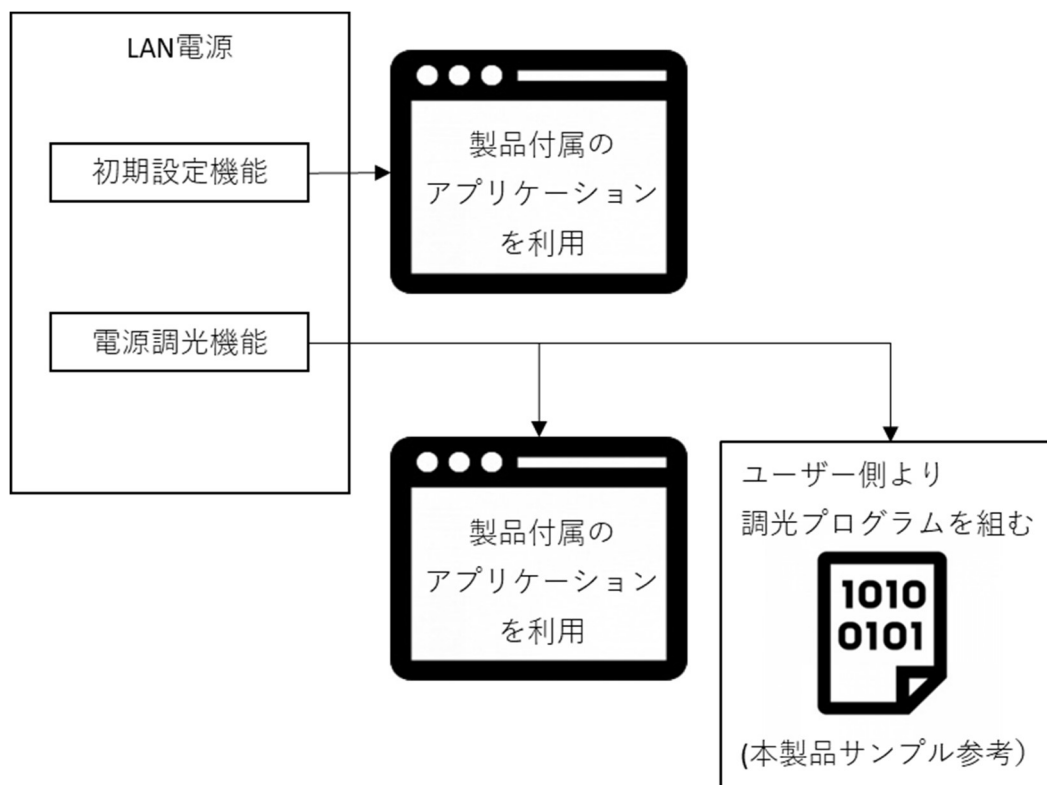 LAN電源
初期設定機能
製品付属の
アプリケーション
を利用
電源調光機能
製品付属の
アプリケーション
を利用
ユーザー側より
調光プログラムを組む
1010
0101
(本製品サンプル参考）